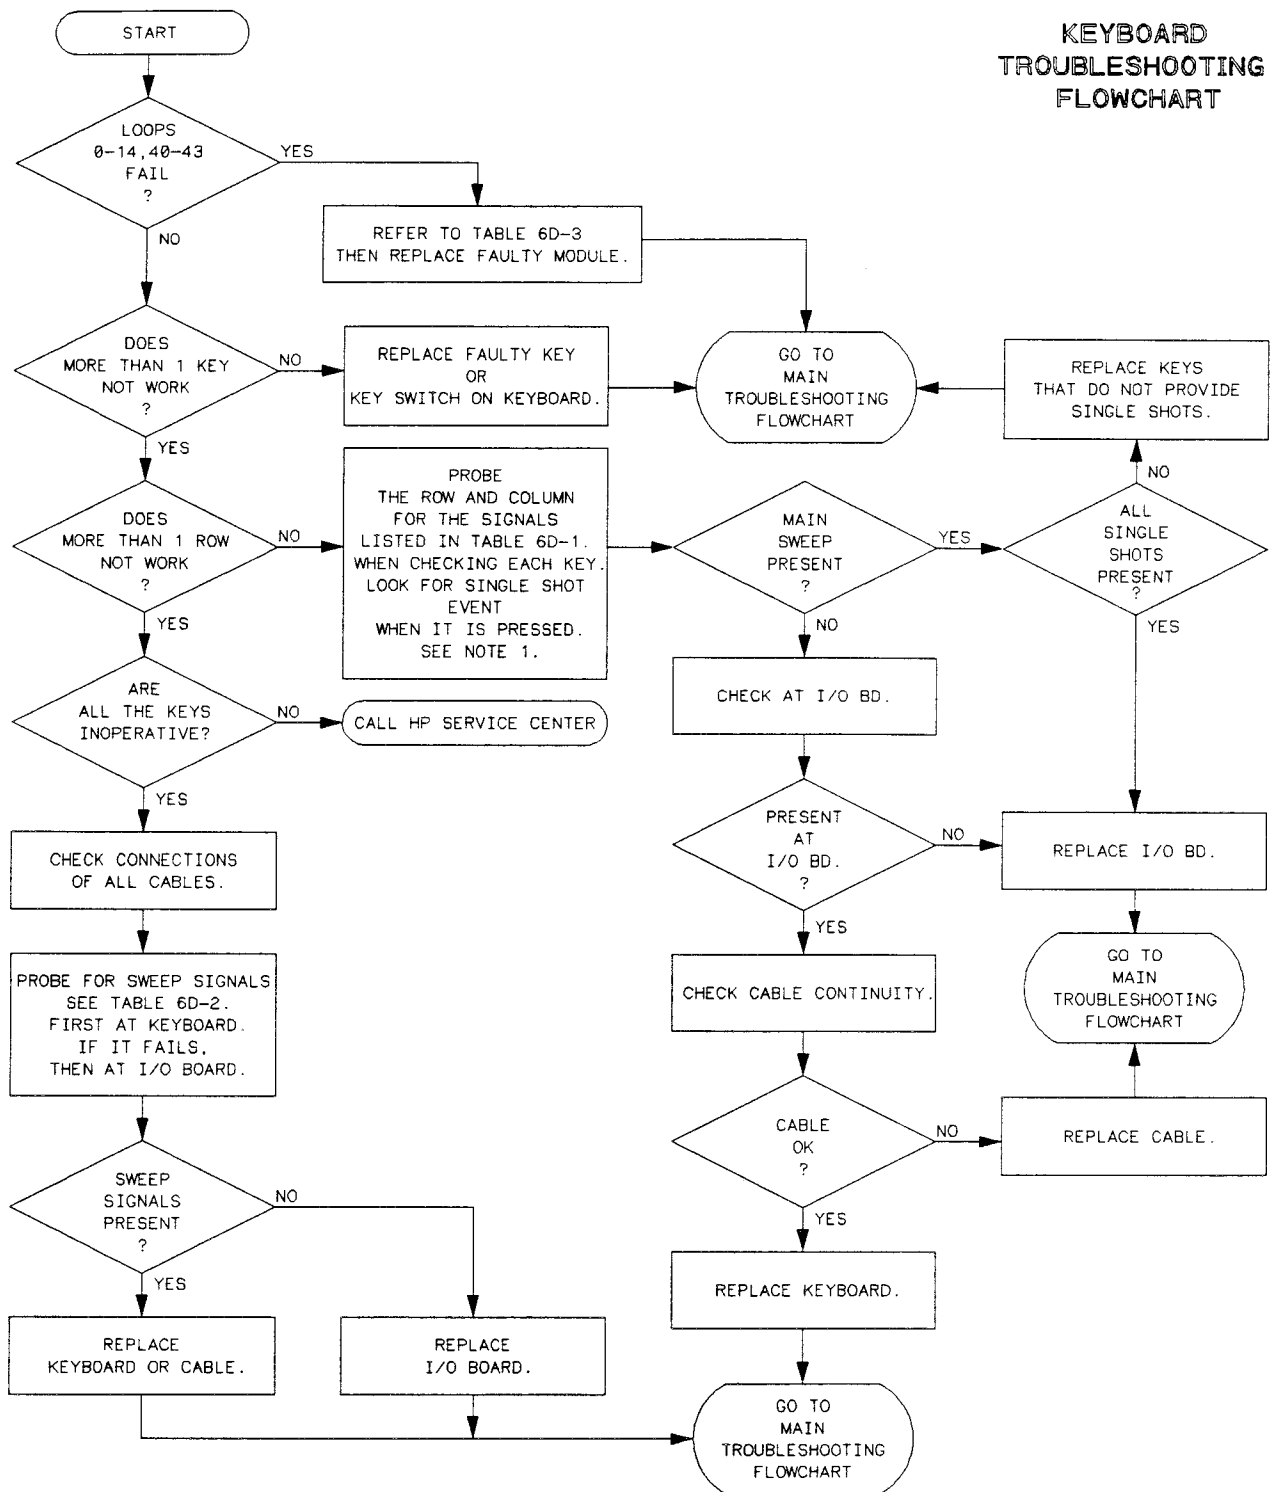 KEYBOARD
TROUBLESHOOTING
FLOWCHART
START
LOOPS
0-14,40-43
FAIL
?
YES
NO
REFER TO TABLE 6D-3
THEN REPLACE FAULTY MODULE.
DOES
MORE THAN 1 KEY
NOT WORK
?
NO
YES
REPLACE FAULTY KEY
OR
KEY SWITCH ON KEYBOARD.
GO TO
MAIN
TROUBLESHOOTING
FLOWCHART
REPLACE KEYS
THAT DO NOT PROVIDE
SINGLE SHOTS.
NO
DOES
MORE THAN 1 ROW
NOT WORK
?
NO
YES
PROBE
THE ROW AND COLUMN
FOR THE SIGNALS
LISTED IN TABLE 6D-1.
WHEN CHECKING EACH KEY.
LOOK FOR SINGLE SHOT
EVENT
WHEN IT IS PRESSED.
SEE NOTE 1.
MAIN
SWEEP
PRESENT
?
YES
NO
ALL
SINGLE
SHOTS
PRESENT
?
YES
ARE
ALL THE KEYS
INOPERATIVE?
NO
YES
CALL HP SERVICE CENTER
CHECK AT I/O BD.
PRESENT
AT
I/O BD.
?
NO
YES
REPLACE I/O BD.
CHECK CONNECTIONS
OF ALL CABLES.
PROBE FOR SWEEP SIGNALS
SEE TABLE 6D-2.
FIRST AT KEYBOARD.
IF IT FAILS,
THEN AT I/O BOARD.
CHECK CABLE CONTINUITY.
GO TO
MAIN
TROUBLESHOOTING
FLOWCHART
CABLE
OK
?
NO
YES
REPLACE CABLE.
SWEEP
SIGNALS
PRESENT
?
NO
YES
REPLACE KEYBOARD.
REPLACE
KEYBOARD OR CABLE.
REPLACE
I/O BOARD.
GO TO
MAIN
TROUBLESHOOTING
FLOWCHART